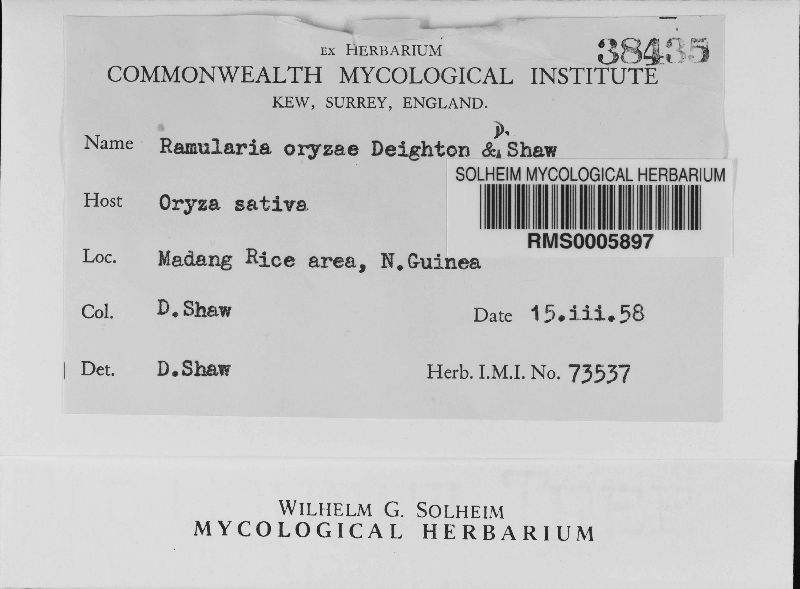 38435
EX HERBARIUM
COMMONWEALTH MYCOLOGICAL INSTITUTE
KEW, SURREY, ENGLAND.
Name Ramularia oryzae Deighton & D. Shaw
SOLHEIM MYCOLOGICAL HERBARIUM
RMS0005897
Host Oryza sativa
Loc. Madang Rice area, N.Guinea
Col. D.Shaw Date 15.iii.58
Det. D.Shaw Herb. I.M.I. No. 73537
WILHELM G. SOLHEIM
MYCOLOGICAL HERBARIUM